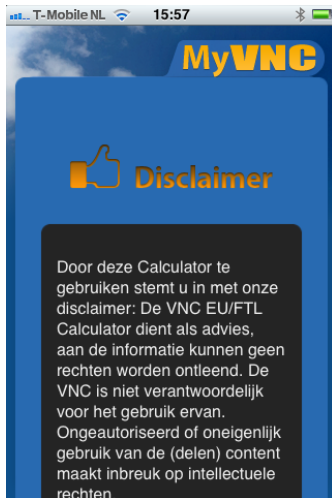 T-Mobile NL 15:57
MyVNC
Disclaimer
Door deze Calculator te
gebruiken stemt u in met onze
disclaimer: De VNC EU/FTL
Calculator dient als advies,
aan de informatie kunnen geen
rechten worden ontleend. De
VNC is niet verantwoordelijk
voor het gebruik ervan.
Ongeautoriseerd of oneigenlijk
gebruik van de (delen) content
maakt inbreuk op intellectuele
rechten